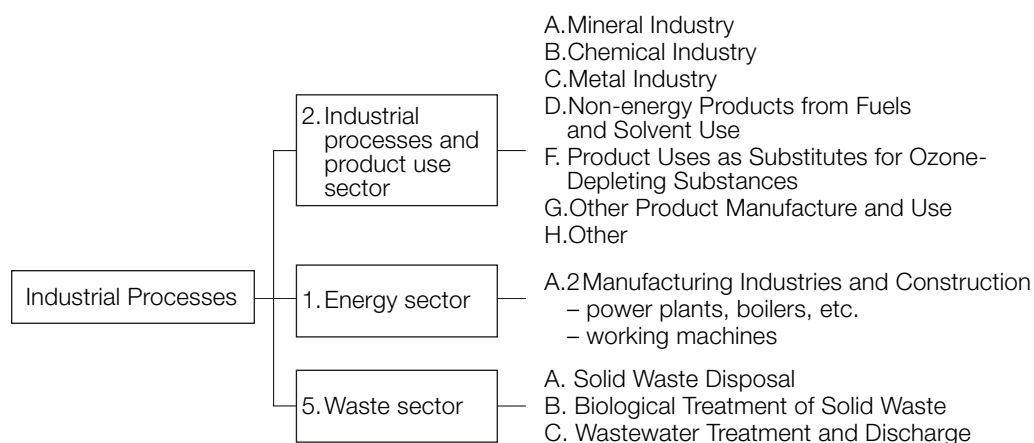 A.Mineral Industry
B.Chemical Industry
C.Metal Industry
D.Non-energy Products from Fuels
and Solvent Use
F. Product Uses as Substitutes for Ozone-
Depleting Substances
G.Other Product Manufacture and Use
H.Other
2. Industrial
processes and
product use
sector
Industrial Processes
1. Energy sector
A.2 Manufacturing Industries and Construction
– power plants, boilers, etc.
– working machines
5. Waste sector
A. Solid Waste Disposal
B. Biological Treatment of Solid Waste
C. Wastewater Treatment and Discharge